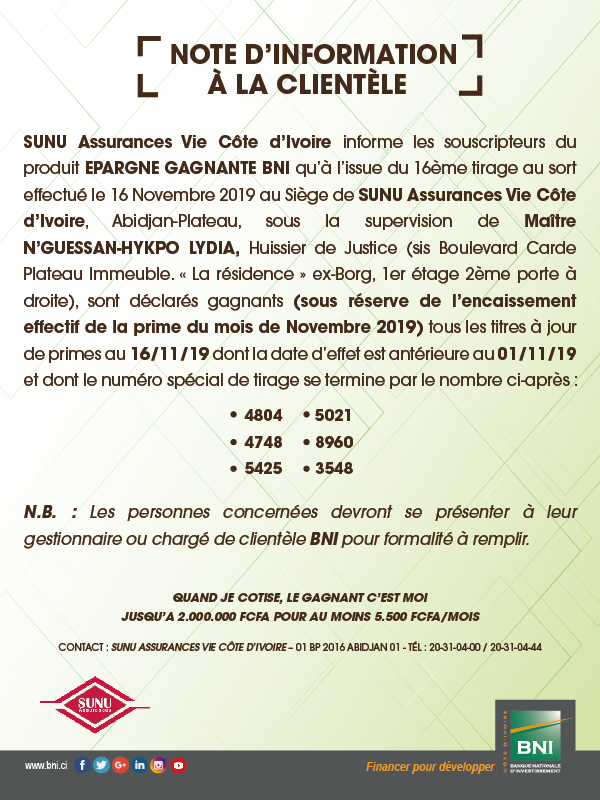 NOTE D’INFORMATION
À LA CLIENTÈLE
SUNU Assurances Vie Côte d’Ivoire informe les souscripteurs du
produit EPARGNE GAGNANTE BNI qu’à l’issue du 16ème tirage au sort
effectué le 16 Novembre 2019 au Siège de SUNU Assurances Vie Côte
d’Ivoire, Abidjan-Plateau, sous la supervision de Maître
N’GUESSAN-HYKPO LYDIA, Huissier de Justice (sis Boulevard Carde
Plateau Immeuble. « La résidence » ex-Borg, 1er étage 2ème porte à
droite), sont déclarés gagnants (sous réserve de l’encaissement
effectif de la prime du mois de Novembre 2019) tous les titres à jour
de primes au 16/11/19 dont la date d’effet est antérieure au 01/11/19
et dont le numéro spécial de tirage se termine par le nombre ci-après :
• 4804 • 5021
• 4748 • 8960
• 5425 • 3548
N.B. : Les personnes concernées devront se présenter à leur
gestionnaire ou chargé de clientèle BNI pour formalité à remplir.
QUAND JE COTISE, LE GAGNANT C’EST MOI
JUSQU’A 2.000.000 FCFA POUR AU MOINS 5.500 FCFA/MOIS
CONTACT : SUNU ASSURANCES VIE CÔTE D’IVOIRE – 01 BP 2016 ABIDJAN 01 - TÉL : 20-31-04-00 / 20-31-04-44
SUNU
Assurances
CÔTE D’IVOIRE
BNI
BANQUE NATIONALE
D’INVESTISSEMENT
www.bni.ci
Financer pour développer